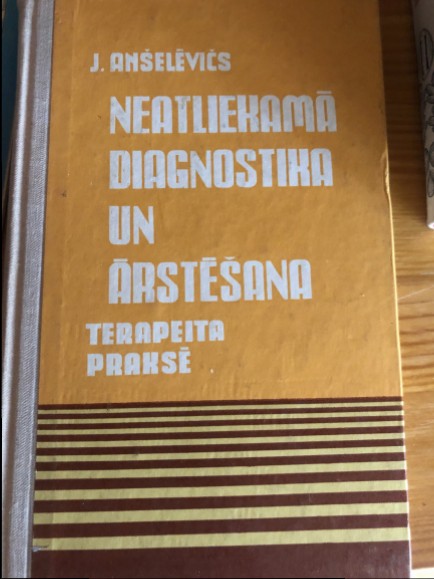 J. ANŠELĒVIČS
NEATLIEKAMĀ
DIAGNOSTIKA
UN
ĀRSTĒŠANA
TERAPEITA
PRAKSĒ